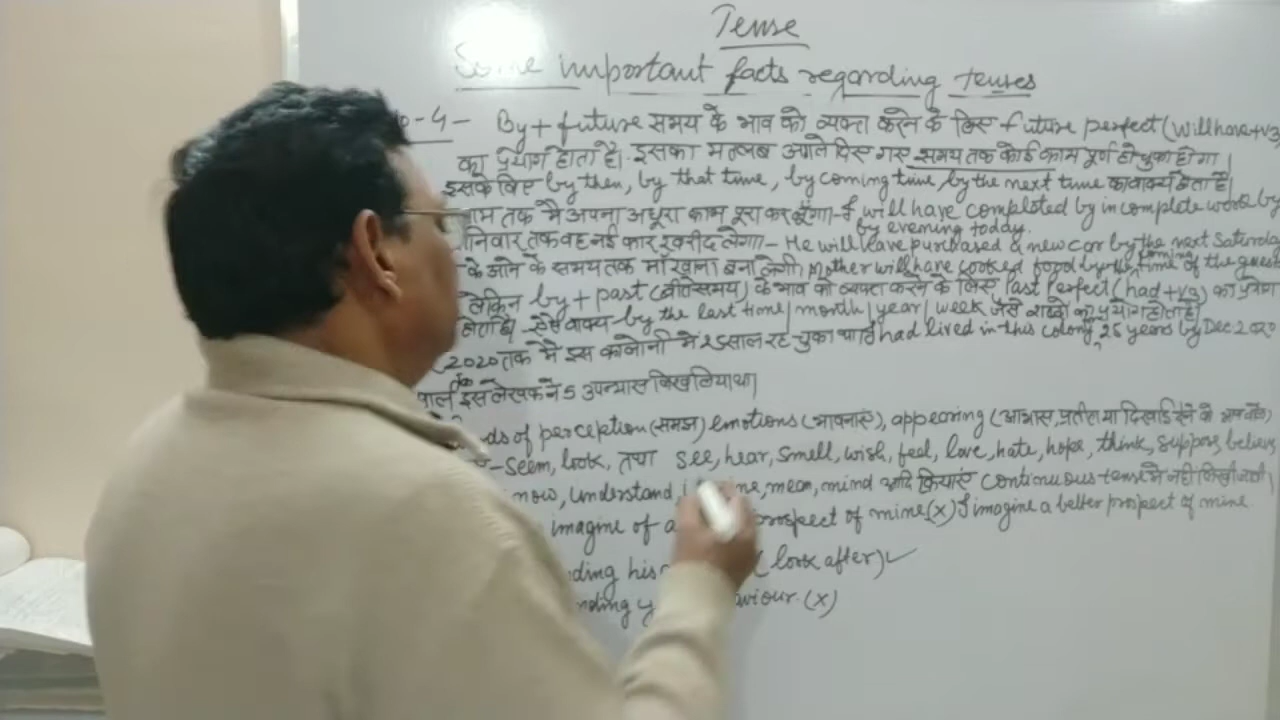 Tense
Some important facts regarding tenses
o-4- By + future समय के भाव को व्यक्त करने के लिए future perfect (will have + v3
का प्रयोग होता है। इसका मतलब अगले दिए गए समय तक कोई काम पूर्ण हो चुका होगा।
इसके लिए by then, by that time, by coming time, by the next time का वाक्य होता है।
तक मैं अपना अधूरा काम पूरा कर लूंगा- I will have completed by incomplete work by
by evening today.
निवार तक वह नई कार खरीद लेगा- He will have purchased a new car by the next Saturda
coming
के आने के समय तक माँ खाना बना लेगी। Mother will have cooked food by the time of the guest
लेकिन by + past (बीते समय) के भाव को व्यक्त करने के लिए Past Perfect (had + v3) का प्रयोग
होता है। ऐसे वाक्य by the last time/month/year/week जैसे शब्दों का प्रयोग होता है।
2020 तक मैं इस कालोनी में 25 साल रह चुका था। I had lived in this colony, 25 years by Dec 2020
तक
साल इस लेखक ने 5 उपन्यास लिख लिया था।
ds of perception (समझ) emotions (भावनाएं), appearing (आभास, प्रतीत या दिखाई देने के
- Seem, look, तथा see, hear, smell, wish, feel, love, hate, hope, think, suppose, believe,
now, understand, ine, mean, mind आदि क्रियाएं continuous tense में नहीं लिखी जाती।
imagine of a prospect of mine (x) I imagine a better prospect of mine
ding his (look after) ✓
nding y aviour. (x)